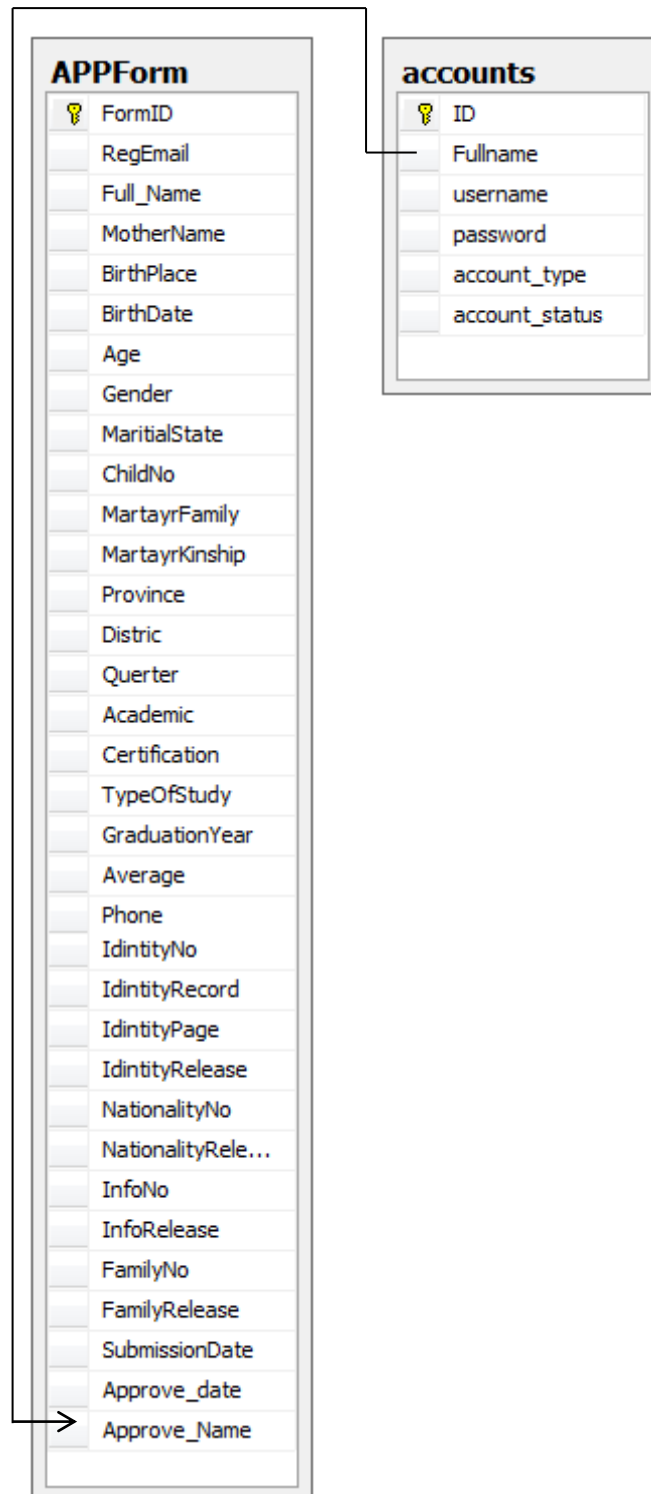 APPForm
FormID
RegEmail
Full_Name
MotherName
BirthPlace
BirthDate
Age
Gender
MaritialState
ChildNo
MartayrFamily
MartayrKinship
Province
Distric
Querter
Academic
Certification
TypeOfStudy
GraduationYear
Average
Phone
IdintityNo
IdintityRecord
IdintityPage
IdintityRelease
NationalityNo
NationalityRele...
InfoNo
InfoRelease
FamilyNo
FamilyRelease
SubmissionDate
Approve_date
Approve_Name
accounts
ID
Fullname
username
password
account_type
account_status